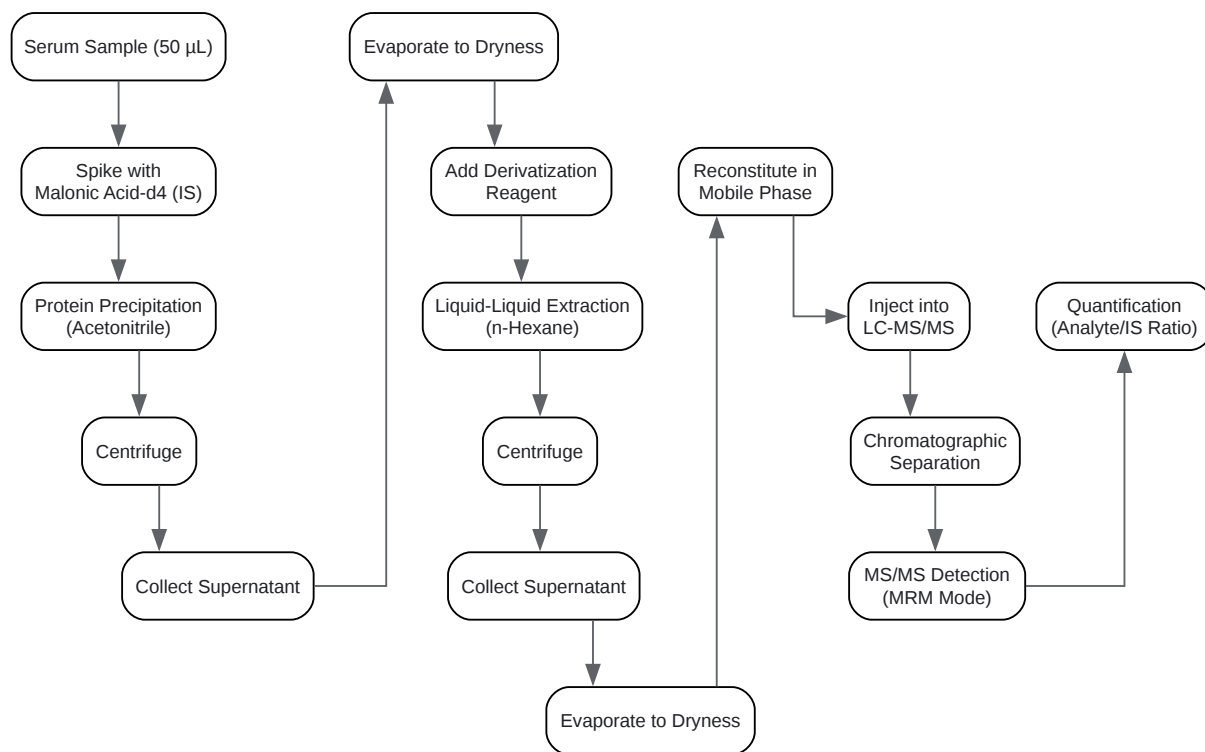 Serum Sample (50 µL)
Spike with
Malonic Acid-d4 (IS)
Protein Precipitation
(Acetonitrile)
Centrifuge
Collect Supernatant
Evaporate to Dryness
Add Derivatization
Reagent
Liquid-Liquid Extraction
(n-Hexane)
Centrifuge
Collect Supernatant
Evaporate to Dryness
Reconstitute in
Mobile Phase
Inject into
LC-MS/MS
Chromatographic
Separation
MS/MS Detection
(MRM Mode)
Quantification
(Analyte/IS Ratio)